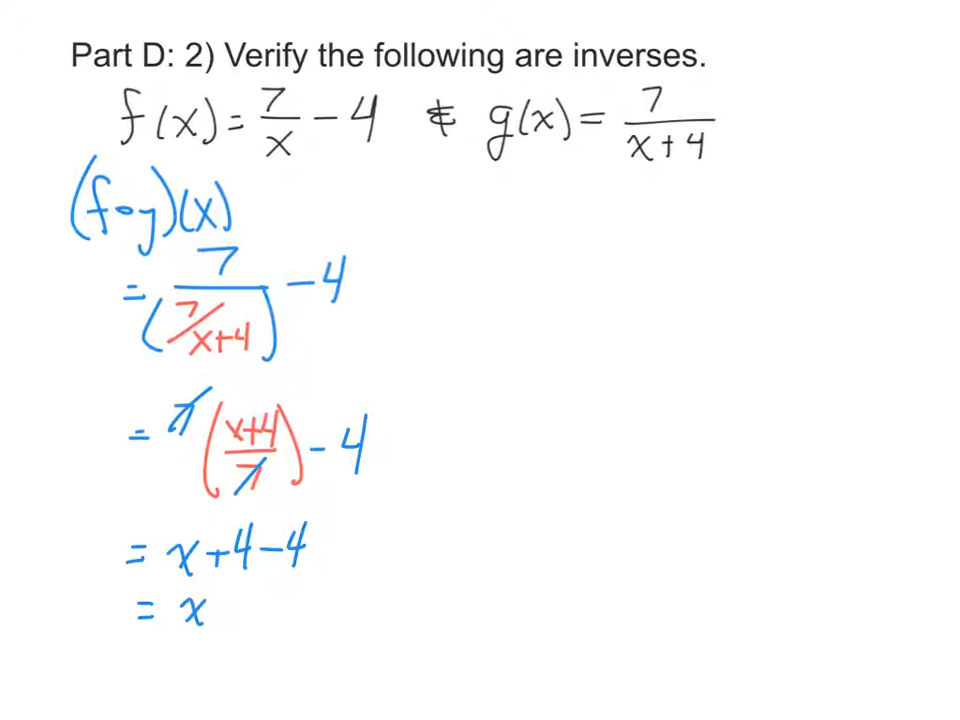 Part D: 2) Verify the following are inverses.
f(x) = 7/x - 4 & g(x) = 7/(x+4)
(f∘g)(x)
= 7/(7/x+4) - 4
= 7((x+4)/7) - 4
= x+4-4
= x